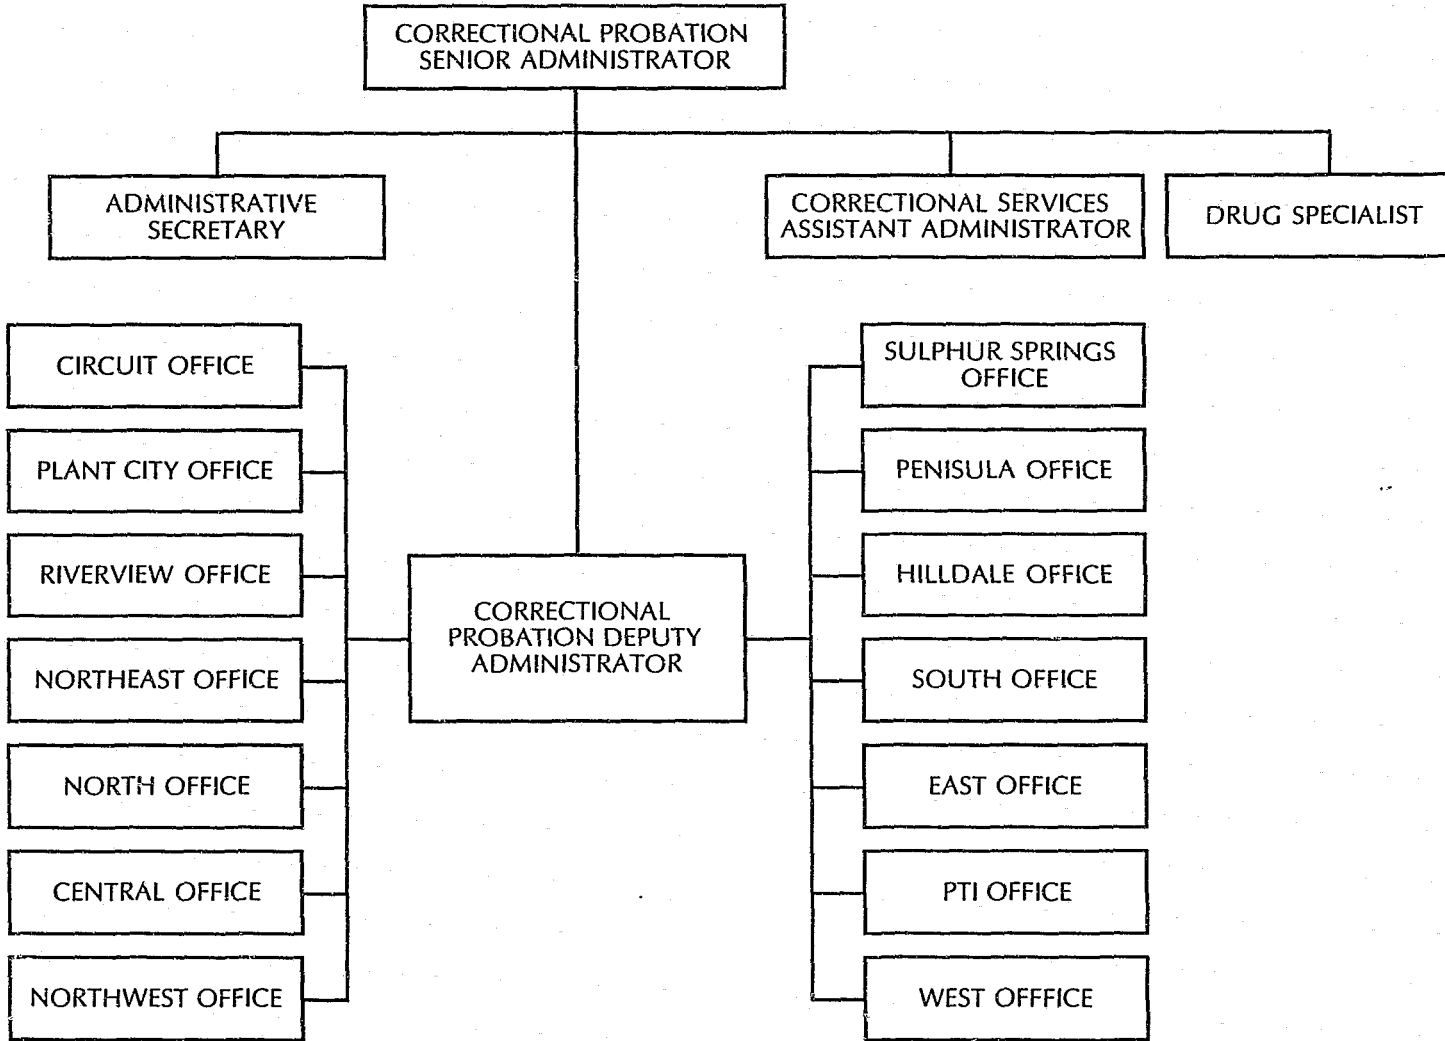 CORRECTIONAL PROBATION
SENIOR ADMINISTRATOR
ADMINISTRATIVE
SECRETARY
CORRECTIONAL SERVICES
ASSISTANT ADMINISTRATOR
DRUG SPECIALIST
CIRCUIT OFFICE
PLANT CITY OFFICE
RIVERVIEW OFFICE
NORTHEAST OFFICE
NORTH OFFICE
CENTRAL OFFICE
NORTHWEST OFFICE
CORRECTIONAL
PROBATION DEPUTY
ADMINISTRATOR
SULPHUR SPRINGS
OFFICE
PENISULA OFFICE
HILLDALE OFFICE
SOUTH OFFICE
EAST OFFICE
PTI OFFICE
WEST OFFFICE